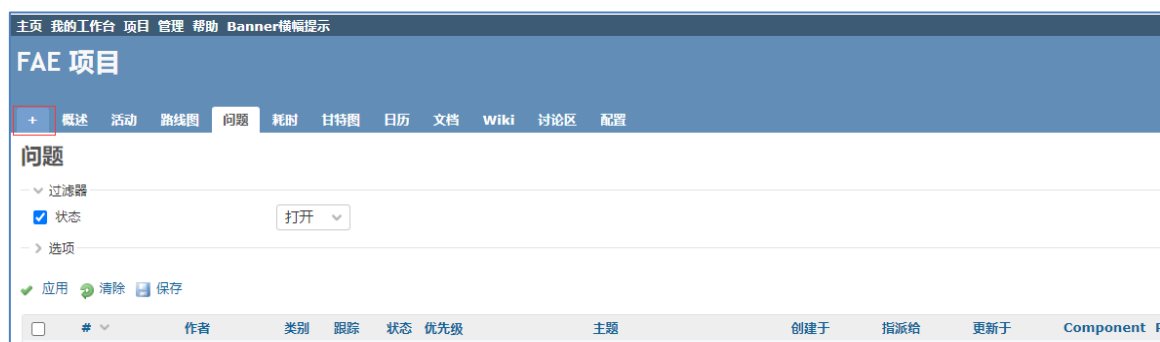 主页 我的工作台 项目 管理 帮助 Banner横幅提示
FAE 项目
+ 概述 活动 路线图 问题 耗时 甘特图 日历 文档 Wiki 讨论区 配置
问题
过滤器
状态 打开
选项
应用 清除 保存
# 作者 类别 跟踪 状态 优先级 主题 创建于 指派给 更新于 Component